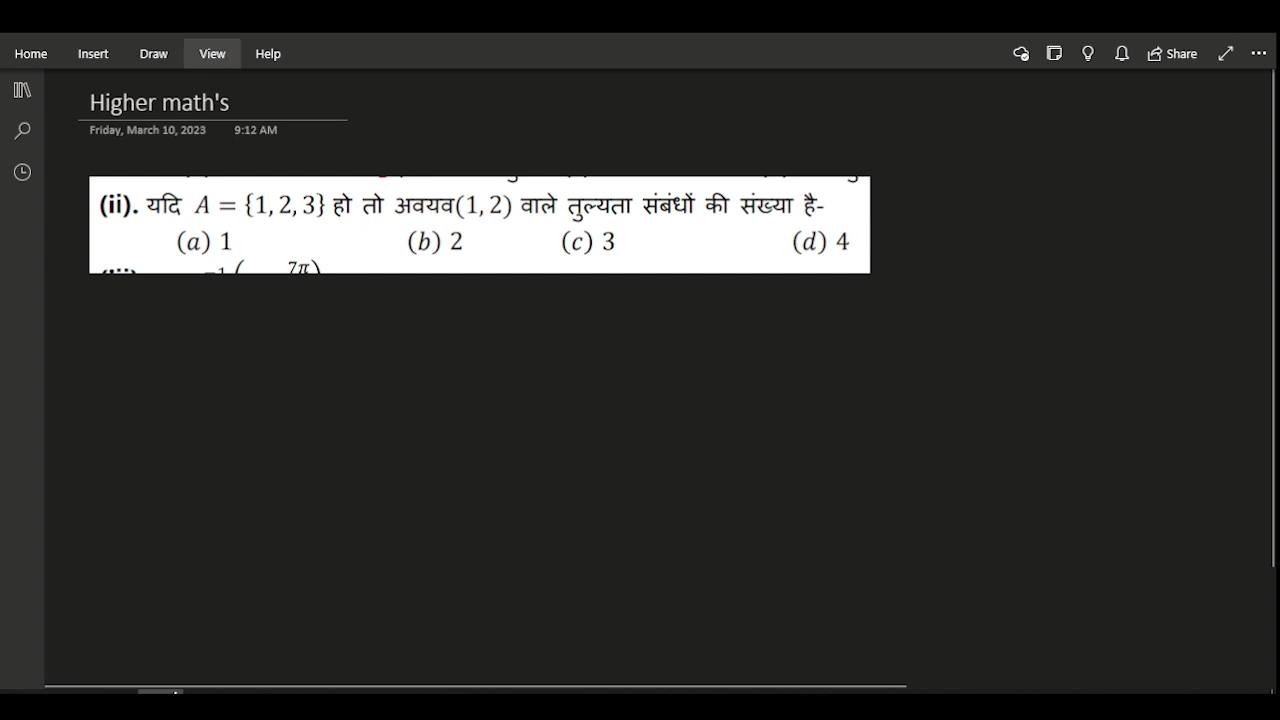 Home Insert Draw View Help Share
Higher math's
Friday, March 10, 2023 9:12 AM
(ii). यदि A = {1, 2, 3} हो तो अवयव(1, 2) वाले तुल्यता संबंधों की संख्या है-
(a) 1 (b) 2 (c) 3 (d) 4
7π